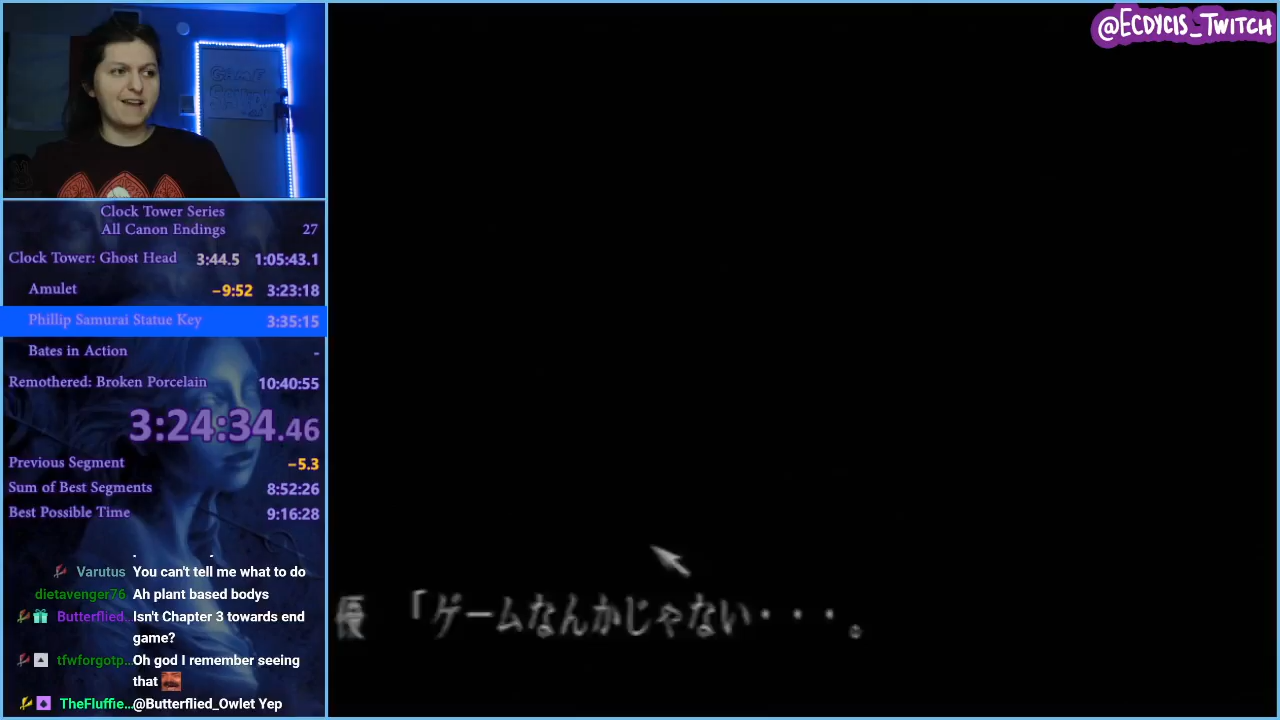 @ECDYCIS_TWITCH
Clock Tower Series
All Canon Endings 27
Clock Tower: Ghost Head 3:44.5 1:05:43.1
Amulet −9:52 3:23:18
Phillip Samurai Statue Key 3:35:15
Bates in Action -
Remothered: Broken Porcelain 10:40:55
3:24:34.46
Previous Segment −5.3
Sum of Best Segments 8:52:26
Best Possible Time 9:16:28
Varutus You can't tell me what to do
dietavenger76 Ah plant based bodys
Butterflied… Isn't Chapter 3 towards end
game?
tfwforgotp… Oh god I remember seeing
that
TheFluffie… @Butterflied_Owlet Yep
優 「ゲームなんかじゃない・・・。